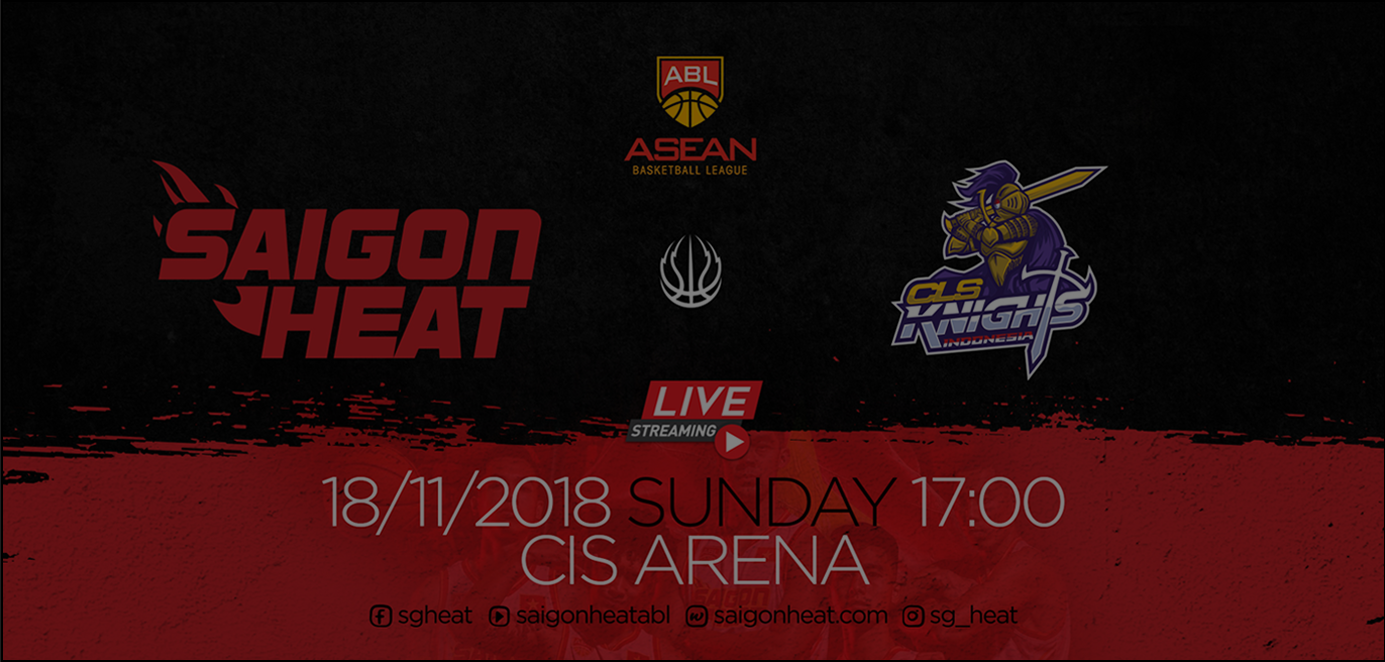 ABL
ASEAN
BASKETBALL LEAGUE
SAIGON
HEAT
CLS
KNIGHTS
INDONESIA
LIVE
STREAMING
18/11/2018 SUNDAY 17:00
CIS ARENA
sgheat saigonheatabl saigonheat.com sg_heat
SAIGON